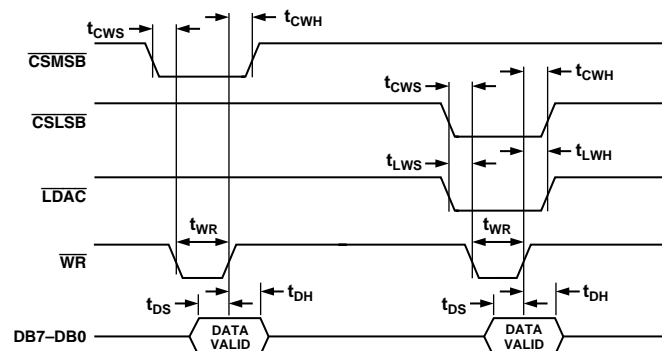 tCWS
tCWH
CSMSB
tCWS
tCWH
CSLSB
tLWS
tLWH
LDAC
tWR
tWR
WR
tDS
tDH
tDS
tDH
DB7–DB0
DATA
VALID
DATA
VALID